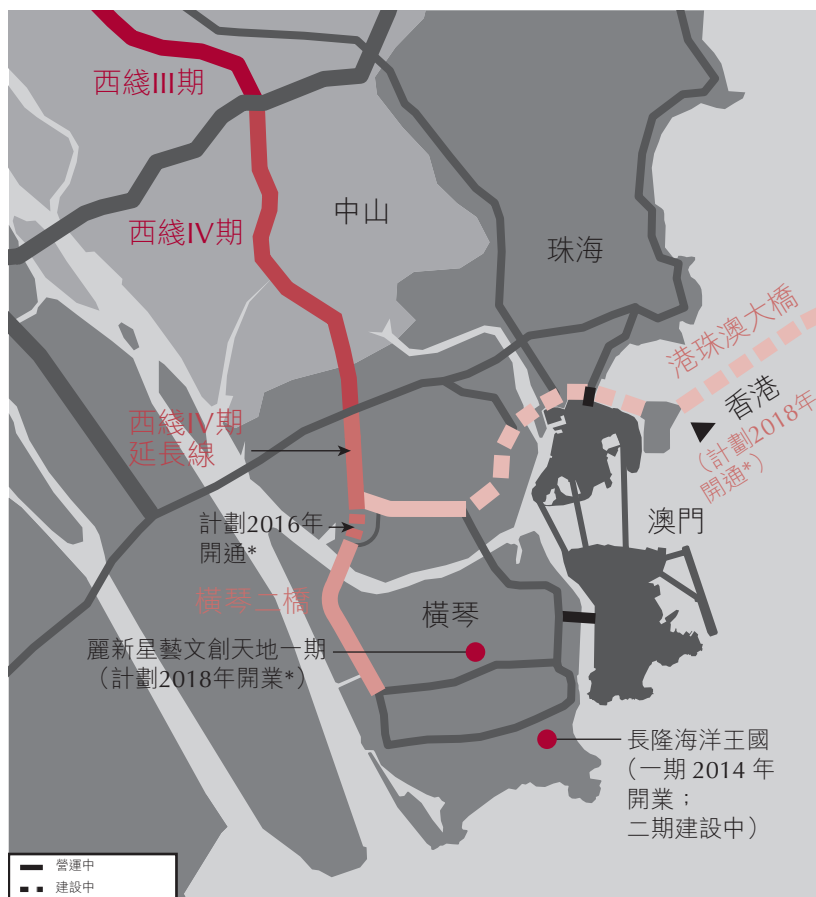 西綫III期
中山
西綫IV期
珠海
港珠澳大橋
香港
(計劃2018年
開通*)
西綫IV期
延長線
計劃2016年
開通*
澳門
橫琴二橋
橫琴
麗新星藝文創天地一期
（計劃2018年開業*）
長隆海洋王國
（一期 2014 年
開業；
二期建設中）
營運中
建設中